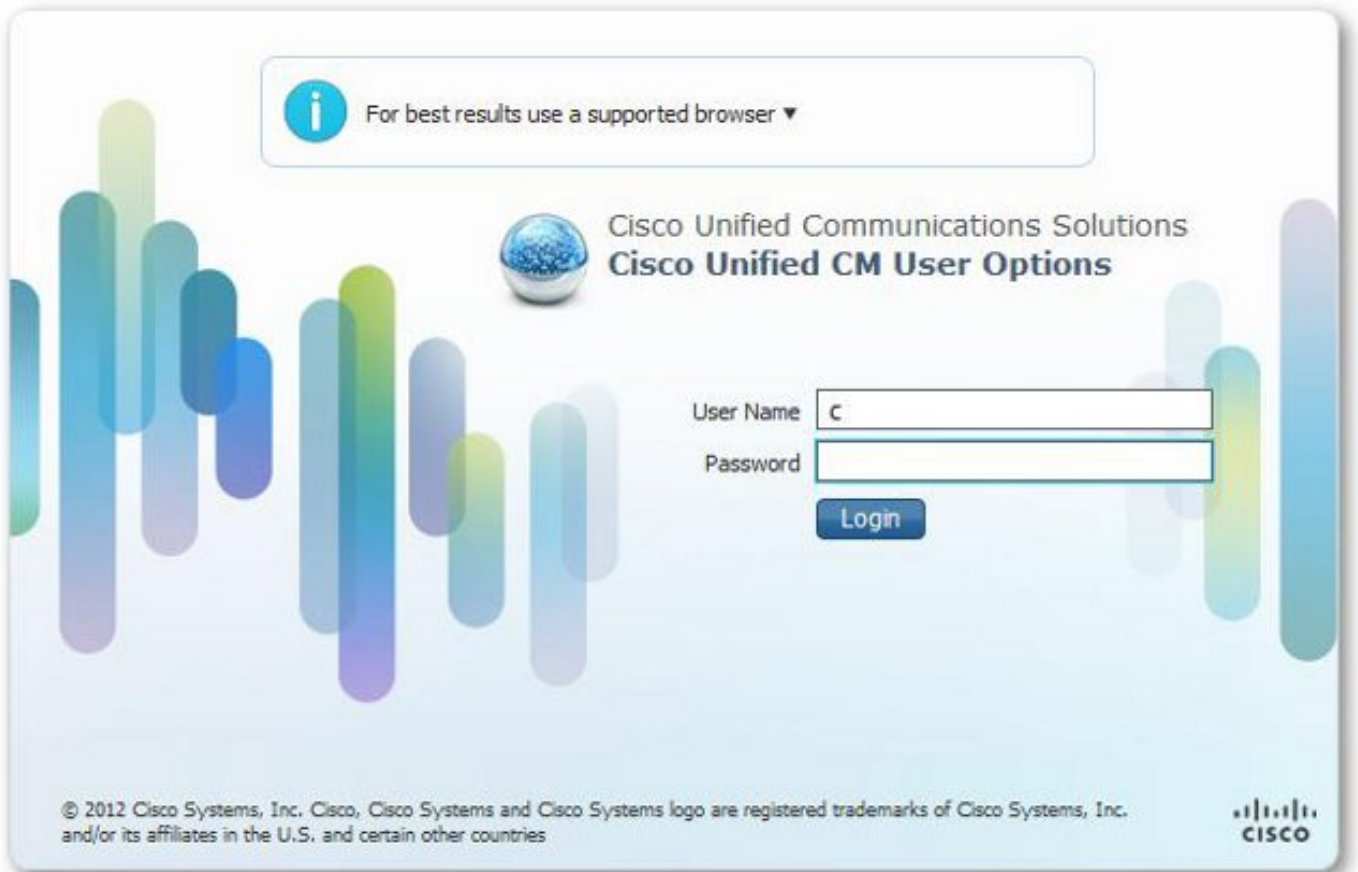 For best results use a supported browser ▼
Cisco Unified Communications Solutions
Cisco Unified CM User Options
User Name c
Password
Login
© 2012 Cisco Systems, Inc. Cisco, Cisco Systems and Cisco Systems logo are registered trademarks of Cisco Systems, Inc.
and/or its affiliates in the U.S. and certain other countries
CISCO